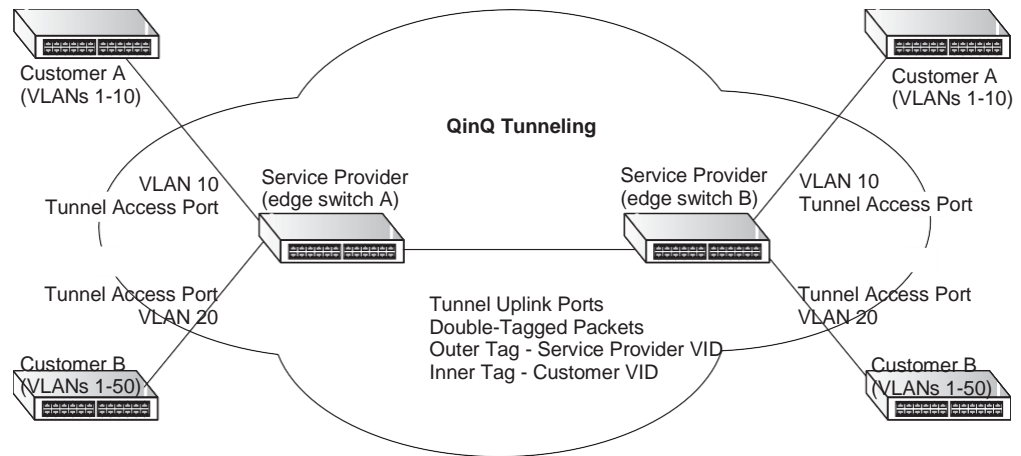 Customer A
(VLANs 1-10)
Customer A
(VLANs 1-10)
QinQ Tunneling
VLAN 10
Tunnel Access Port
Service Provider
(edge switch A)
Service Provider
(edge switch B)
VLAN 10
Tunnel Access Port
Tunnel Access Port
VLAN 20
Tunnel Uplink Ports
Double-Tagged Packets
Outer Tag - Service Provider VID
Inner Tag - Customer VID
Tunnel Access Port
VLAN 20
Customer B
(VLANs 1-50)
Customer B
(VLANs 1-50)